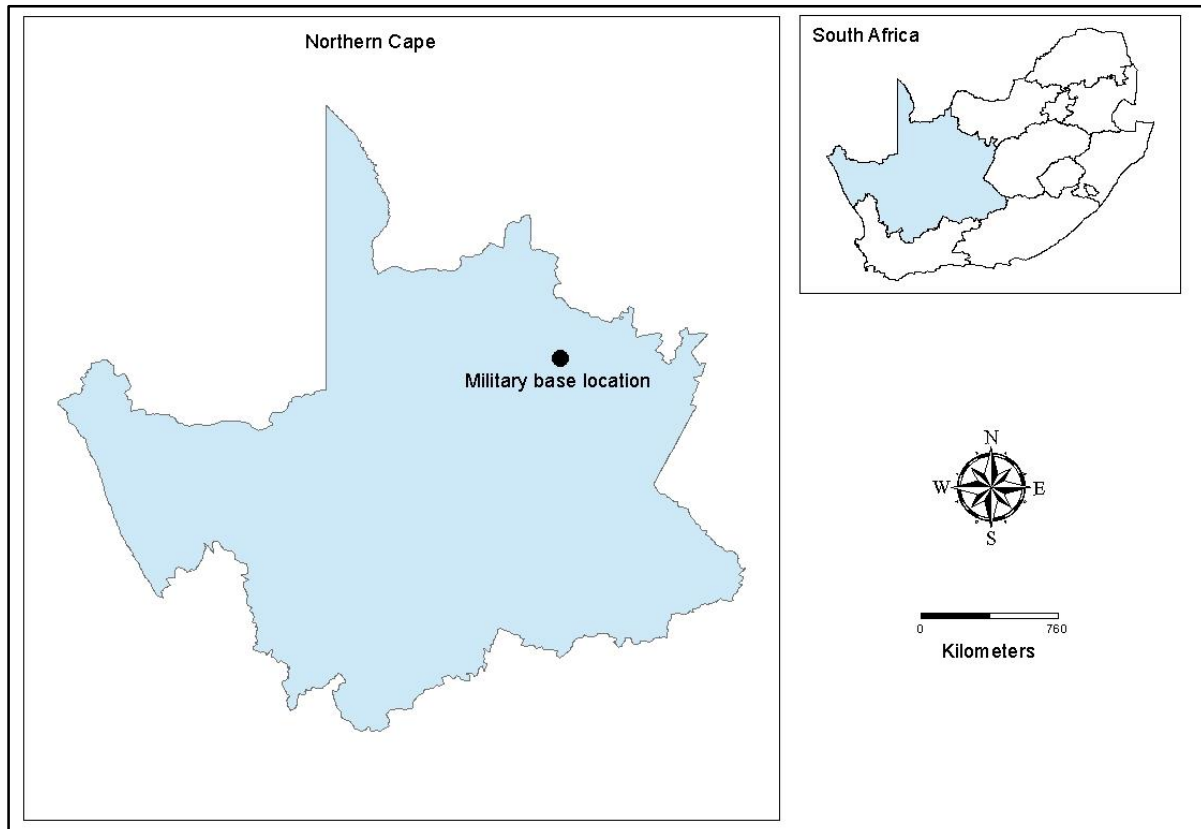 Northern Cape
Military base location
South Africa
N
W E
S
0 760
Kilometers